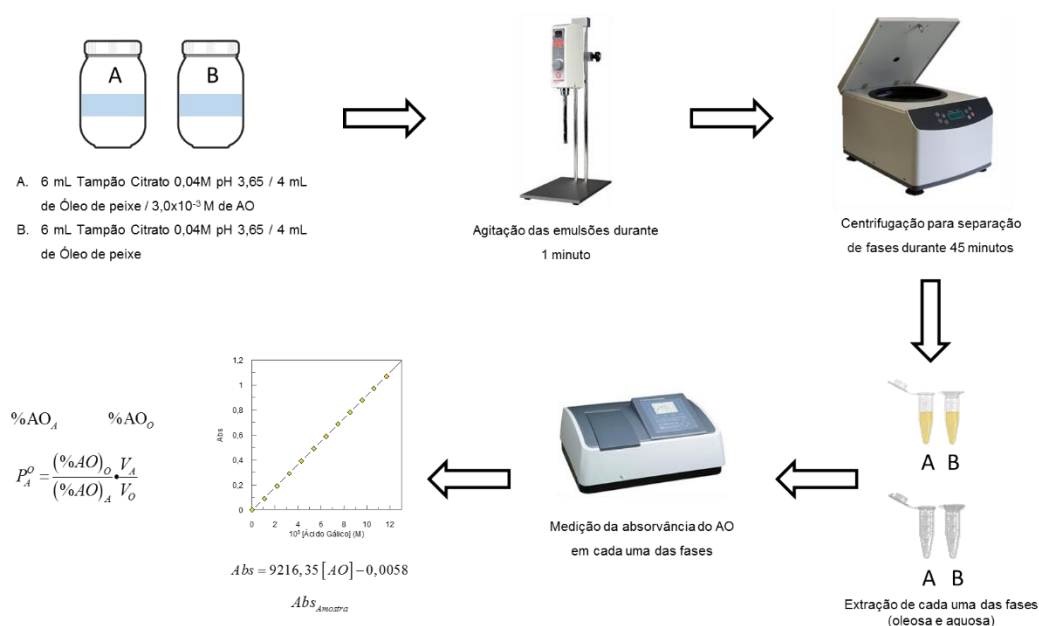 A
B
A. 6 mL Tampão Citrato 0,04M pH 3,65 / 4 mL
de Óleo de peixe / 3,0x10⁻³ M de AO
B. 6 mL Tampão Citrato 0,04M pH 3,65 / 4 mL
de Óleo de peixe
Agitação das emulsões durante
1 minuto
Centrifugação para separação
de fases durante 45 minutos
A B
A B
Extração de cada uma das fases
(oleosa e aquosa)
Medição da absorvância do AO
em cada uma das fases
1,2
1
0,8
0,6
0,4
0,2
0
Abs
0 2 4 6 8 10 12
10⁵ [Ácido Gálico] (M)
Abs = 9216,35 [AO] − 0,0058
Abs_Amostra
%AO_A %AO_O
P_A^O = (%AO)_O / (%AO)_A • V_A / V_O